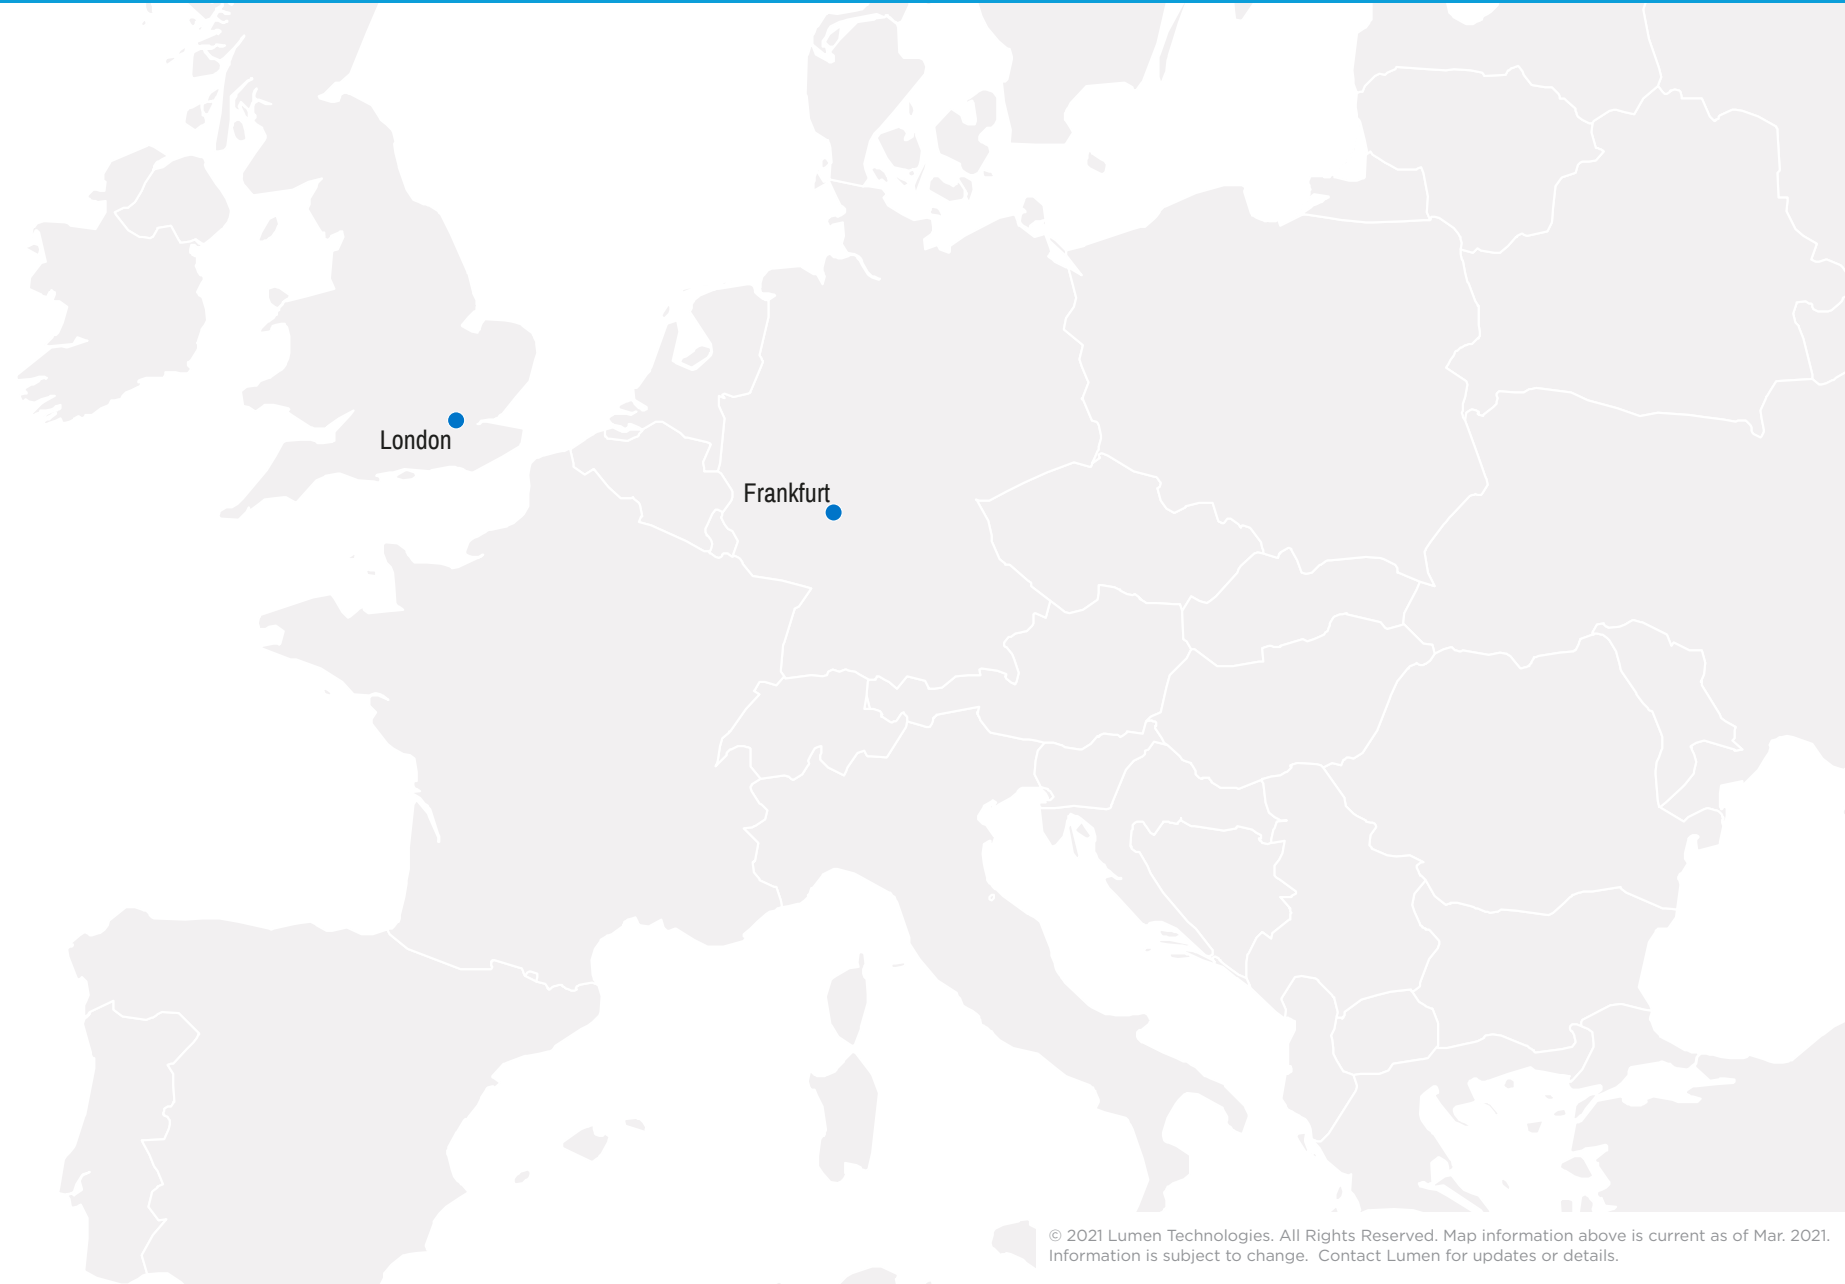 London
Frankfurt
© 2021 Lumen Technologies. All Rights Reserved. Map information above is current as of Mar. 2021.
Information is subject to change. Contact Lumen for updates or details.